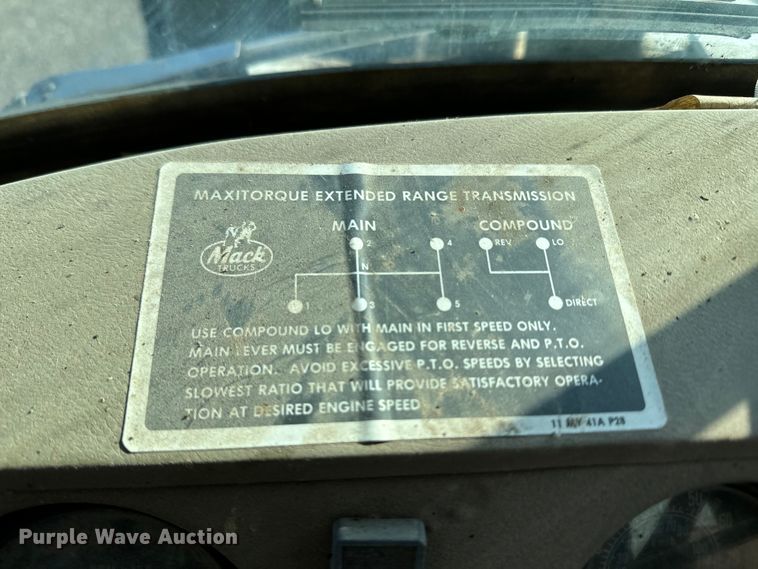 MAXITORQUE EXTENDED RANGE TRANSMISSION
MAIN COMPOUND
2 4 REV LO
Mack
TRUCKS
N
1 3 5 DIRECT
USE COMPOUND LO WITH MAIN IN FIRST SPEED ONLY.
MAIN LEVER MUST BE ENGAGED FOR REVERSE AND P.T.O.
OPERATION. AVOID EXCESSIVE P.T.O. SPEEDS BY SELECTING
SLOWEST RATIO THAT WILL PROVIDE SATISFACTORY OPERA-
TION AT DESIRED ENGINE SPEED
41A P28
Purple Wave Auction